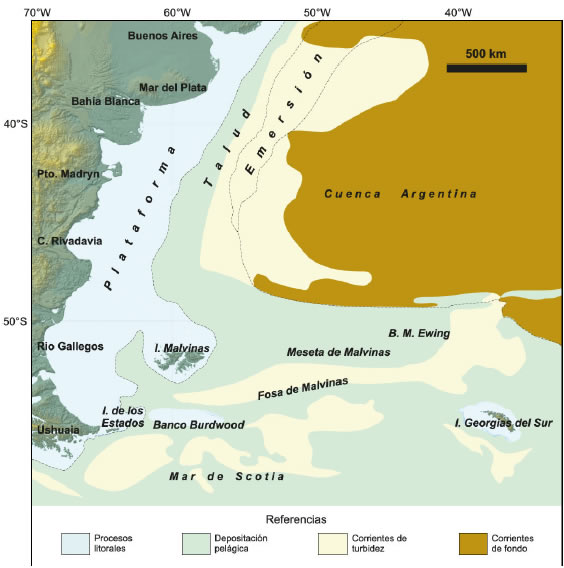 70°W 60°W 50°W 40°W
Buenos Aires
500 km
Mar del Plata
Bahía Blanca
40°S
Plataforma
Talud
Emersión
Pto. Madryn
Cuenca Argentina
C. Rivadavia
50°S
B. M. Ewing
Rio Gallegos
I. Malvinas
Meseta de Malvinas
Fosa de Malvinas
I. de los
Estados
Banco Burdwood
I. Georgias del Sur
Ushuaia
Mar de Scotia
Referencias
Procesos
litorales
Depositación
pelágica
Corrientes de
turbidez
Corrientes
de fondo